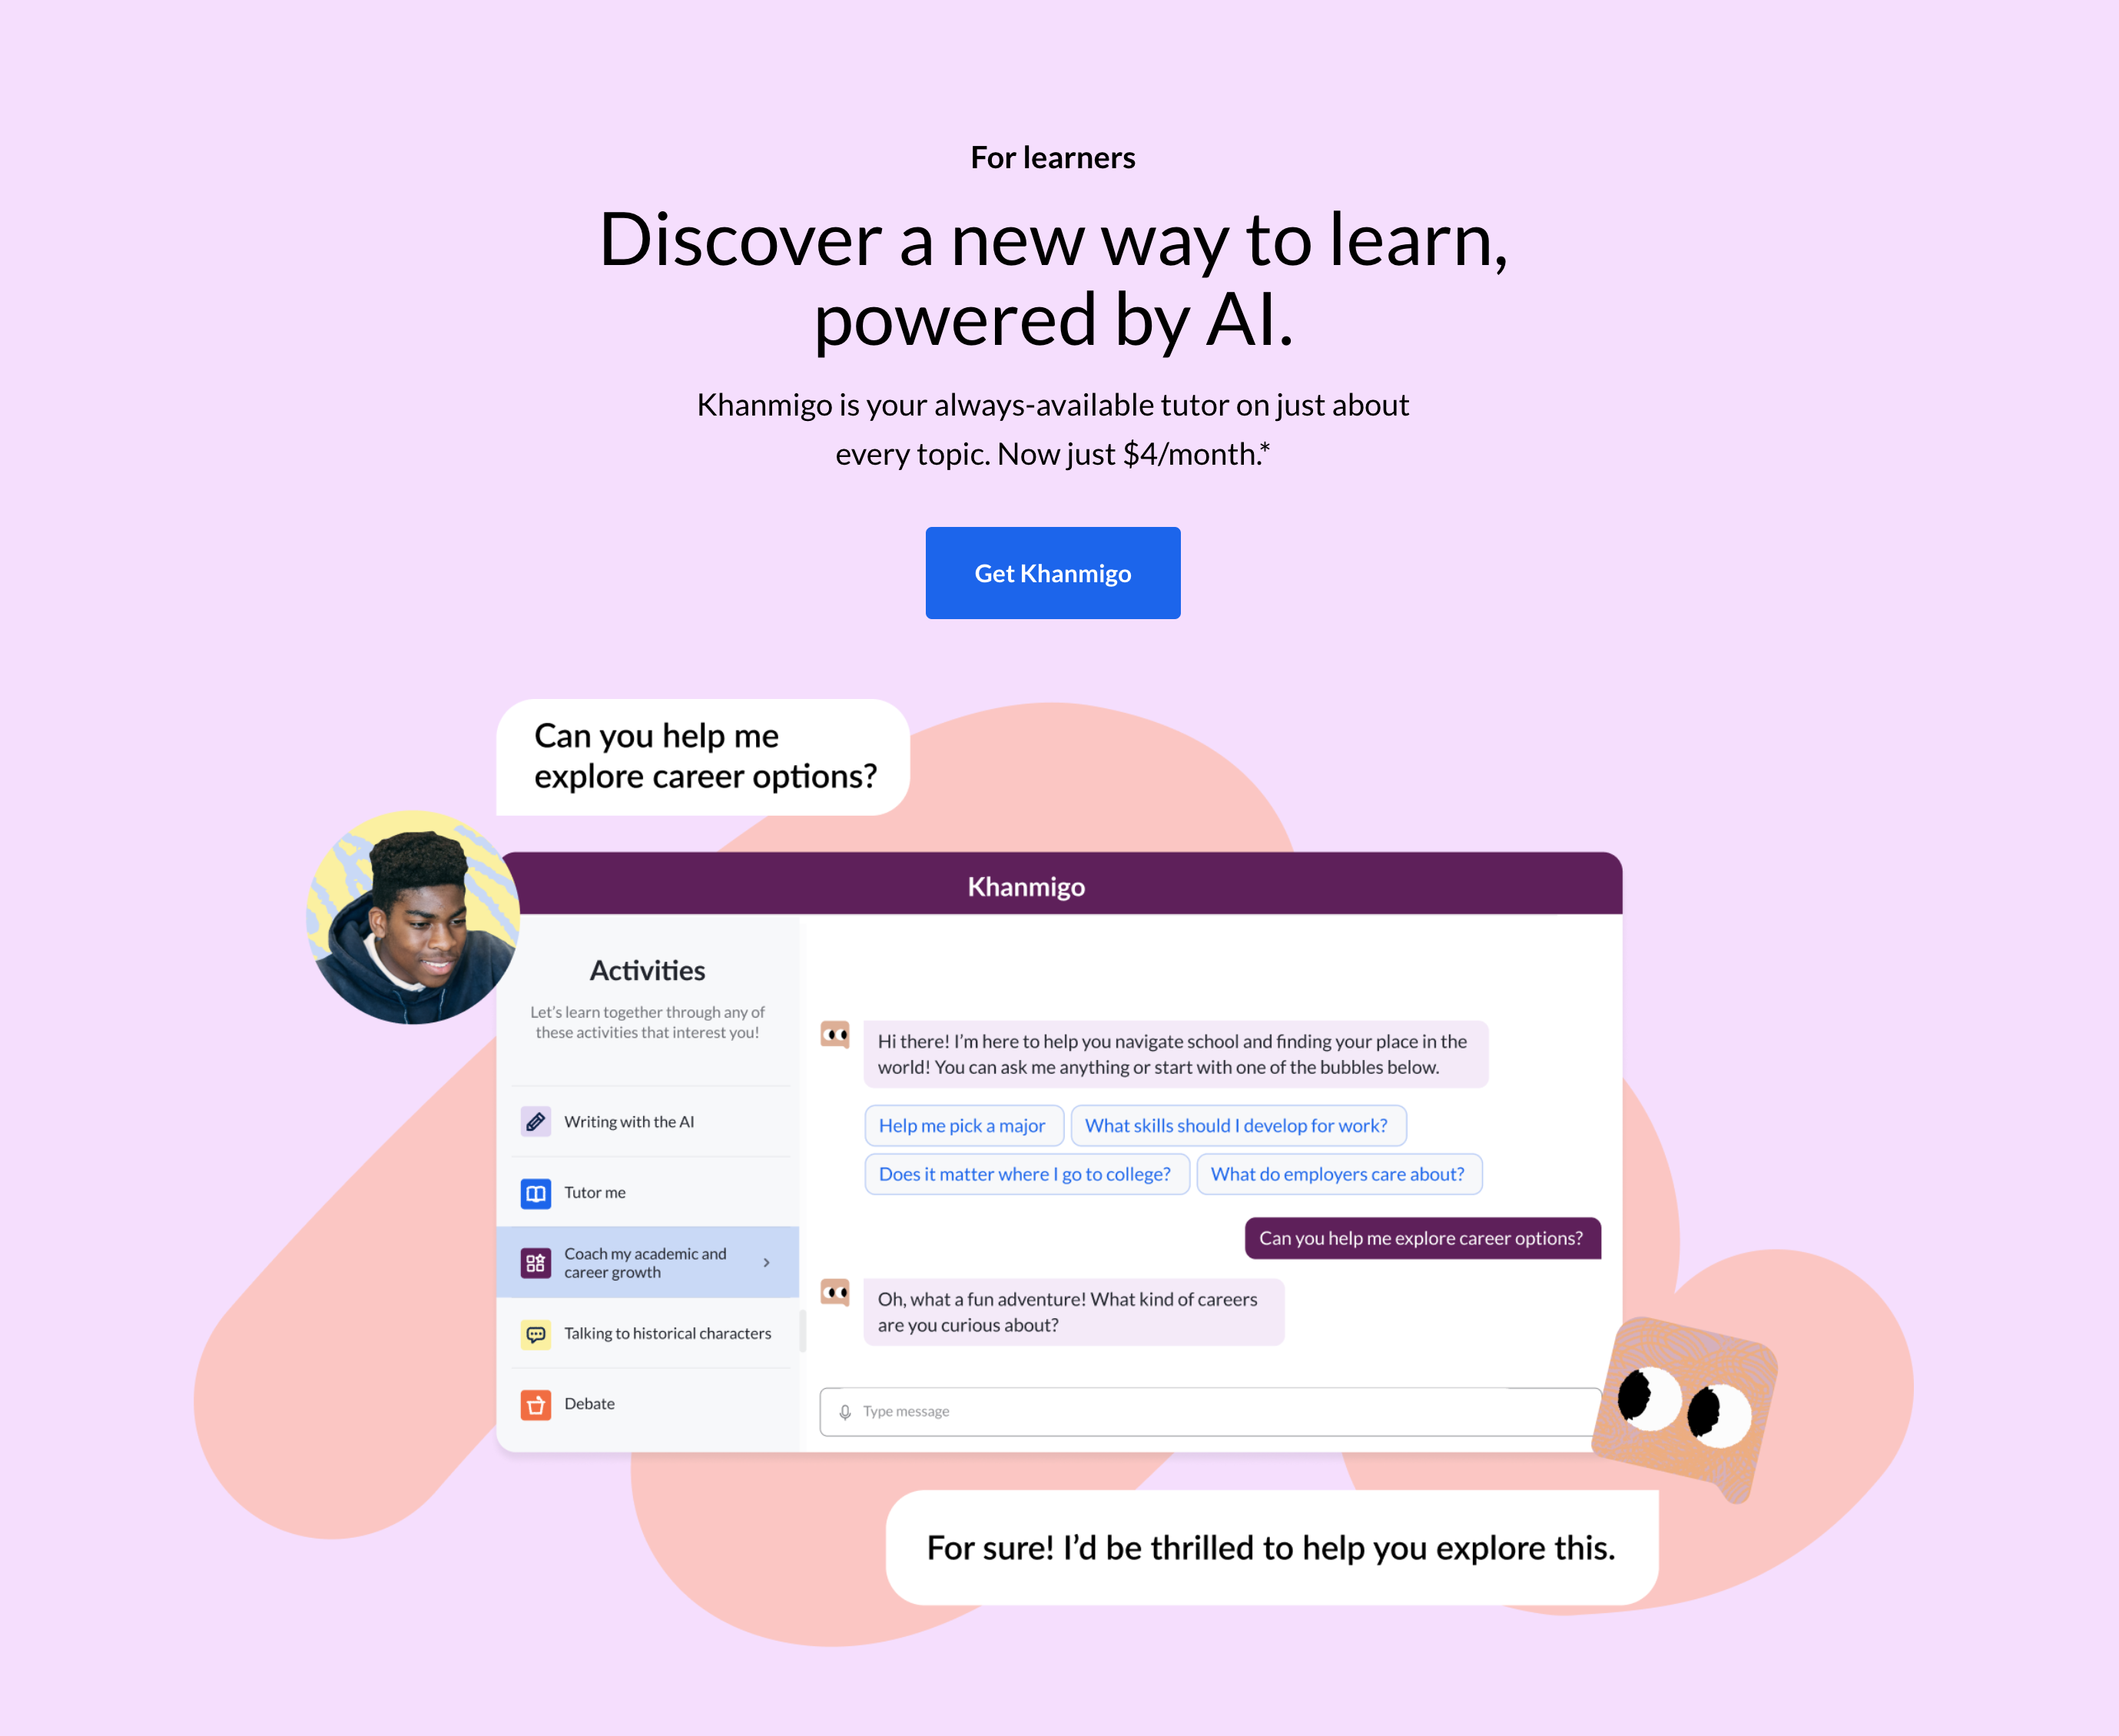 For learners
Discover a new way to learn,
powered by AI.
Khanmigo is your always-available tutor on just about
every topic. Now just $4/month.*
Get Khanmigo
Can you help me
explore career options?
Khanmigo
Activities
Let’s learn together through any of
these activities that interest you!
Writing with the AI
Tutor me
Coach my academic and
career growth
Talking to historical characters
Debate
Hi there! I’m here to help you navigate school and finding your place in the
world! You can ask me anything or start with one of the bubbles below.
Help me pick a major
What skills should I develop for work?
Does it matter where I go to college?
What do employers care about?
Can you help me explore career options?
Oh, what a fun adventure! What kind of careers
are you curious about?
Type message
For sure! I’d be thrilled to help you explore this.